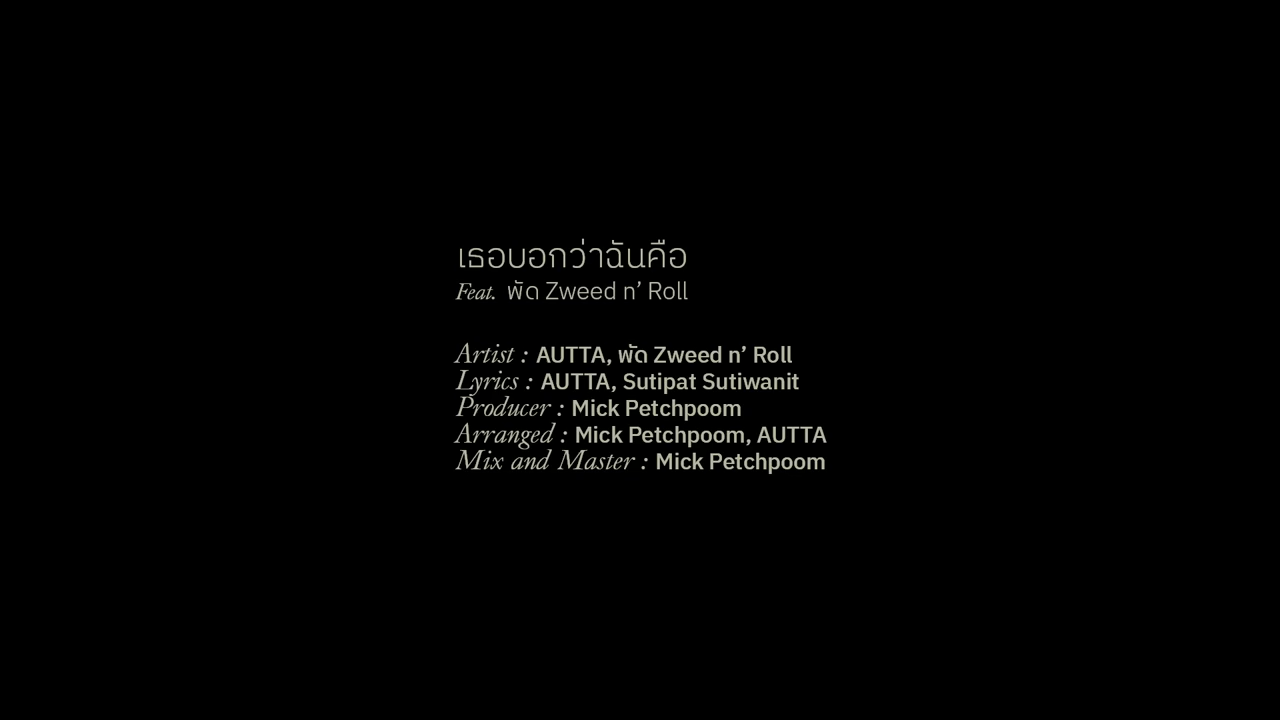 เธอบอกว่าฉันคือ
Feat. พัด Zweed n’ Roll
Artist : AUTTA, พัด Zweed n’ Roll
Lyrics : AUTTA, Sutipat Sutiwanit
Producer : Mick Petchpoom
Arranged : Mick Petchpoom, AUTTA
Mix and Master : Mick Petchpoom